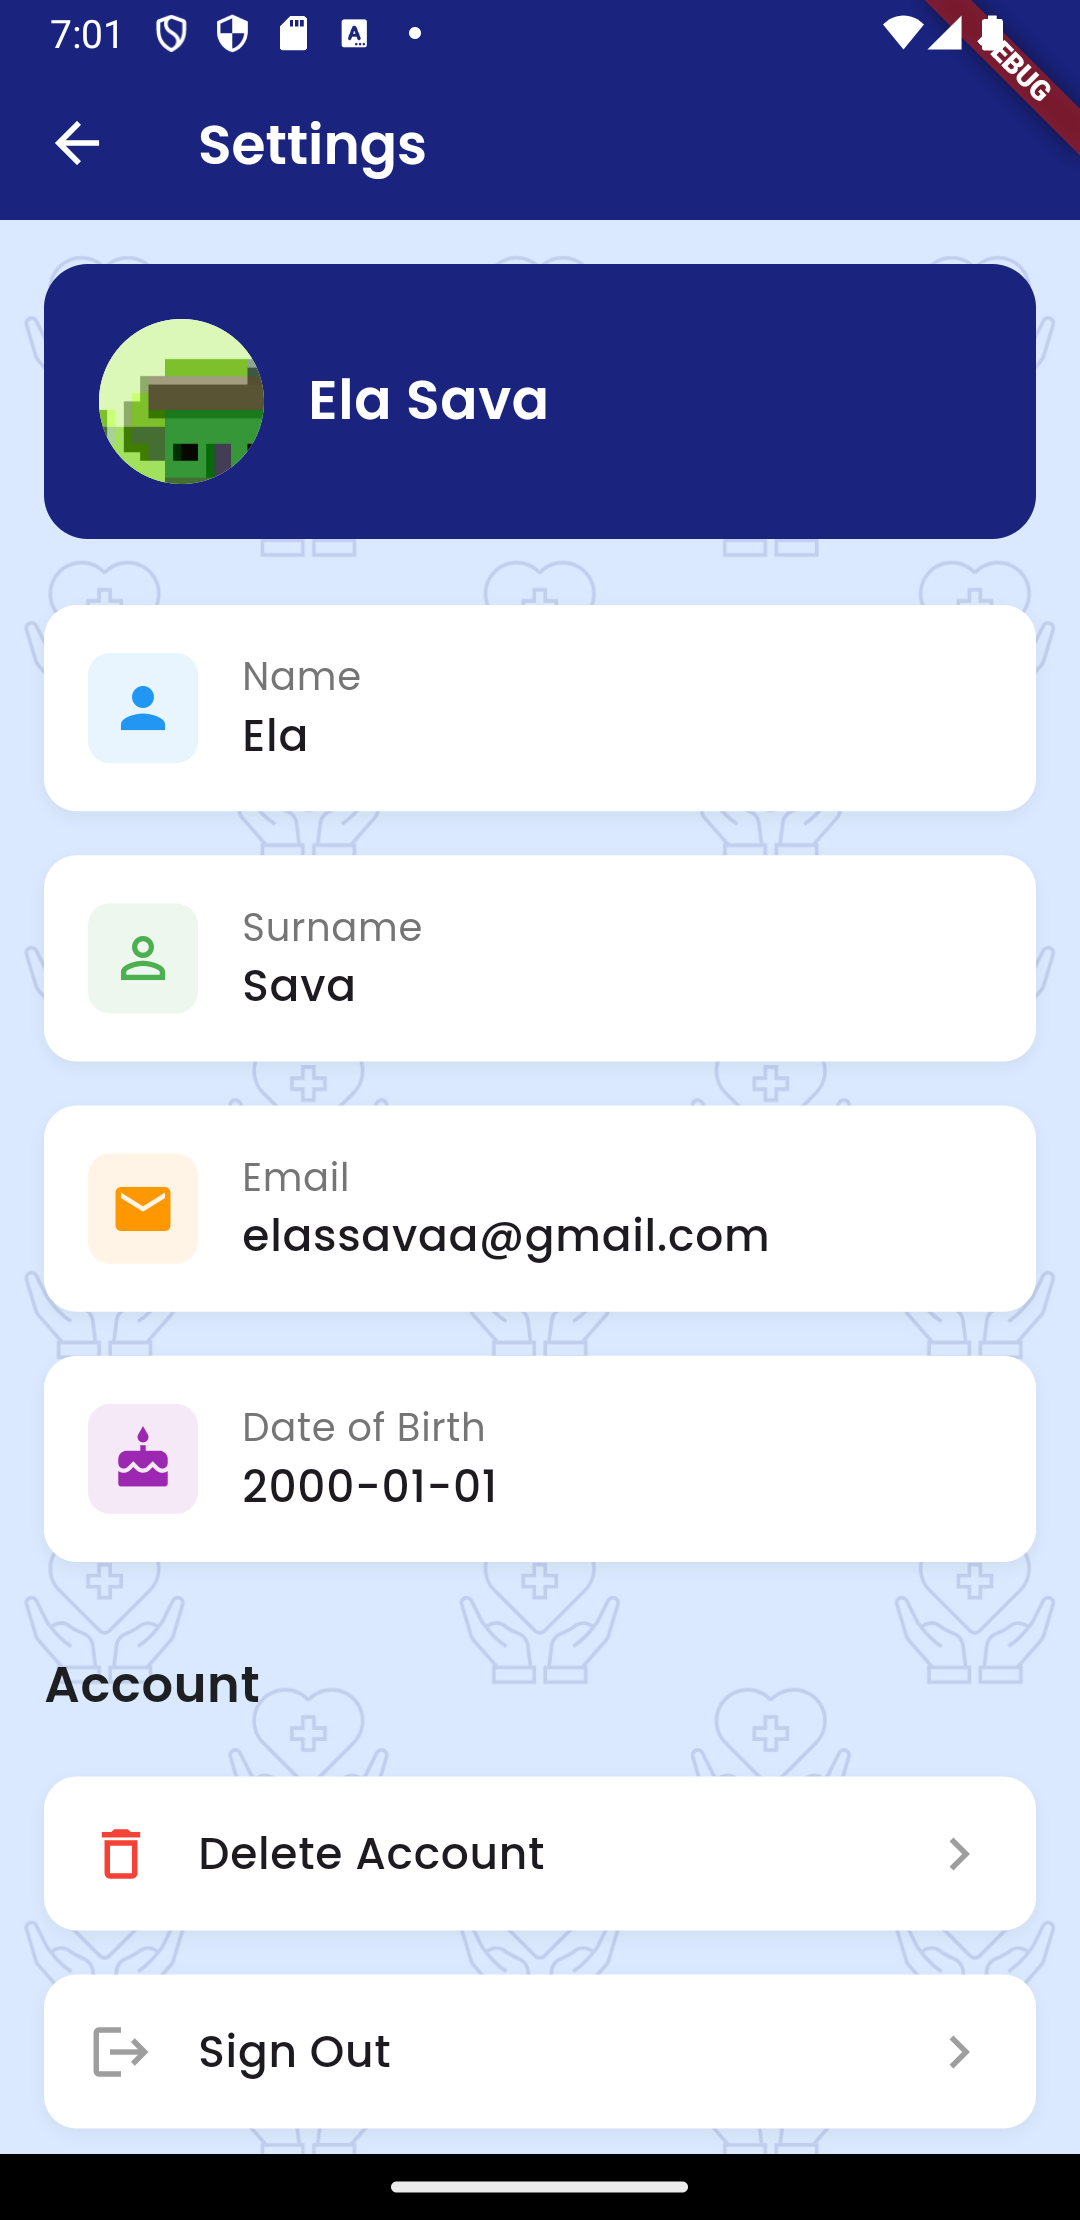 7:01
EBUG
Settings
Ela Sava
Name
Ela
Surname
Sava
Email
elassavaa@gmail.com
Date of Birth
2000-01-01
Account
Delete Account
Sign Out